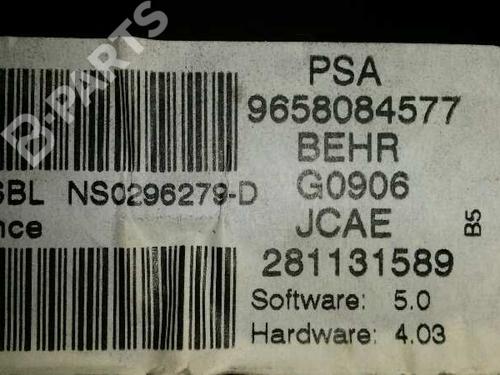 PSA
9658084577
BEHR
SBL NS0296279-D
G0906
nce
JCAE
B5
281131589
Software: 5.0
Hardware: 4.03
B-PARTS